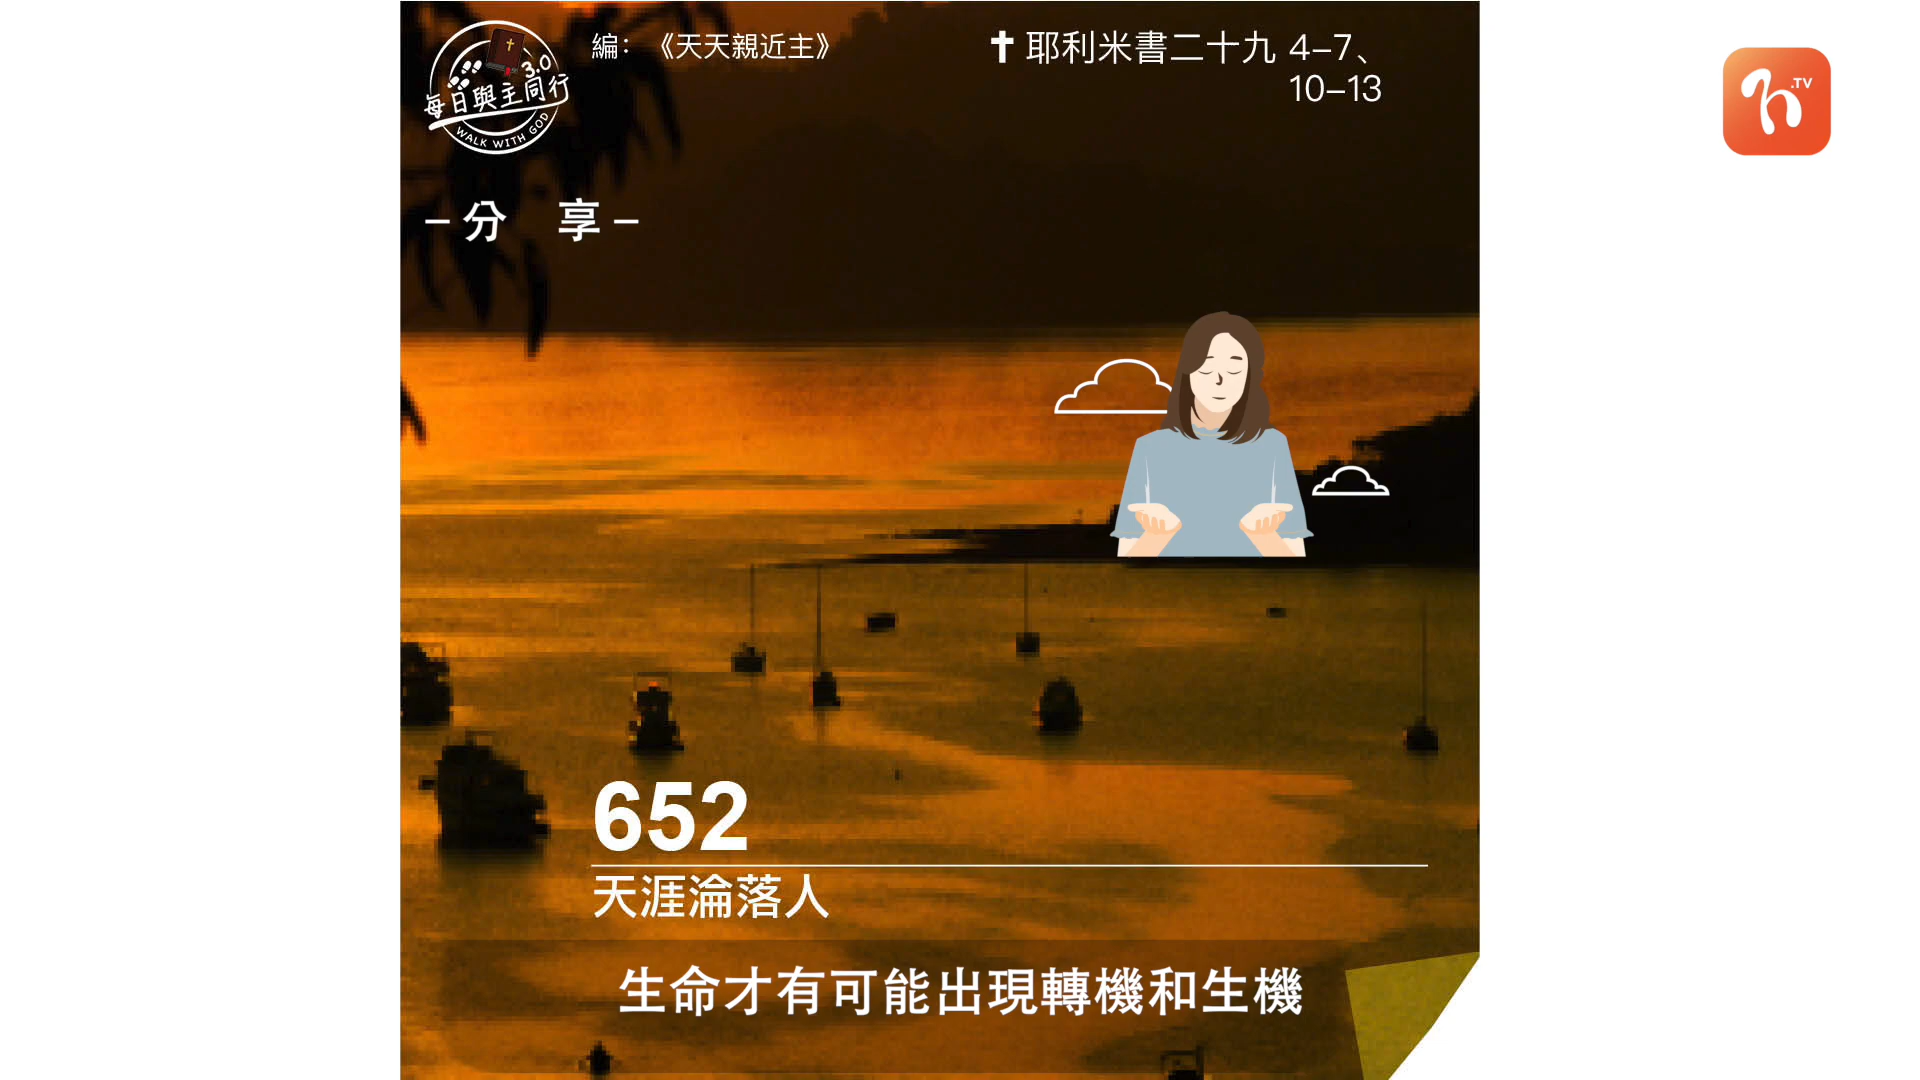 3.0
每日與主同行
WALK WITH GOD
編：《天天親近主》
耶利米書二十九 4–7、
10–13
.TV
– 分 享 –
652
天涯淪落人
生命才有可能出現轉機和生機